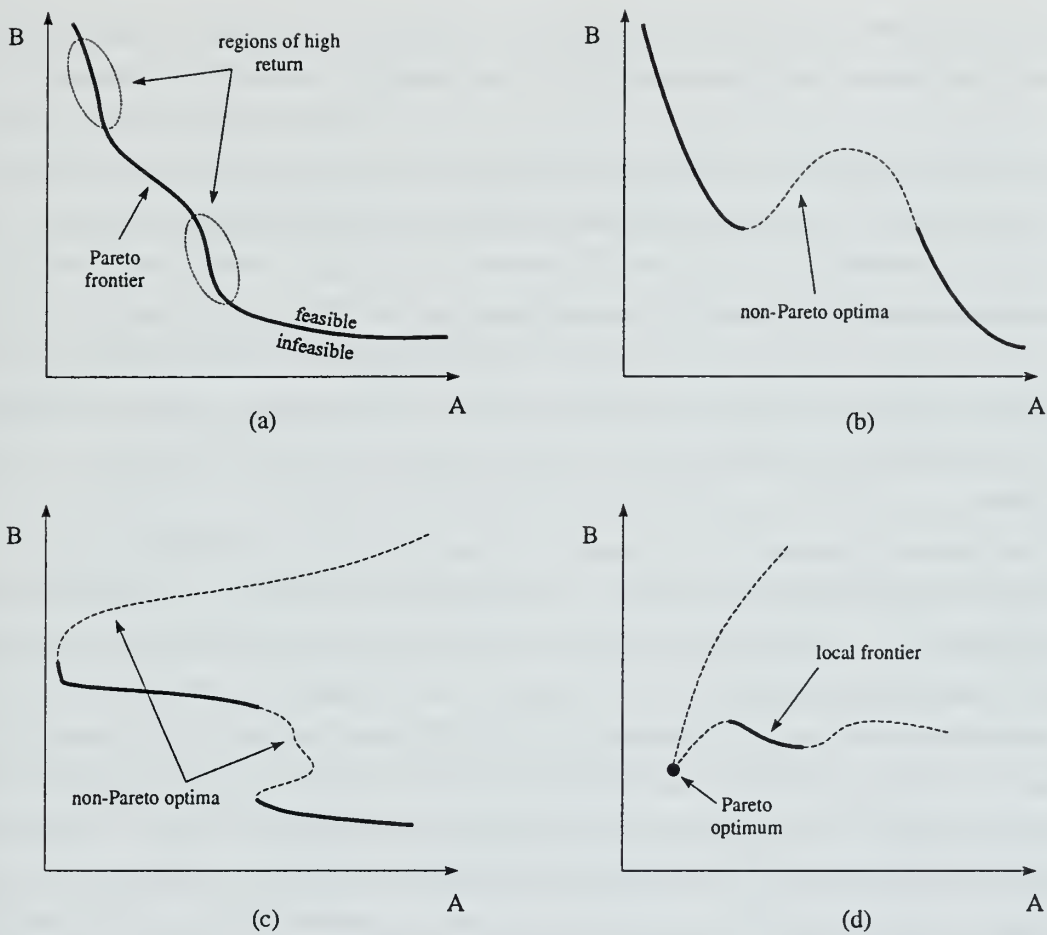 B
regions of high
return
Pareto
frontier
feasible
infeasible
A
(a)
B
non-Pareto optima
A
(b)
B
non-Pareto optima
A
(c)
B
local frontier
Pareto
optimum
A
(d)